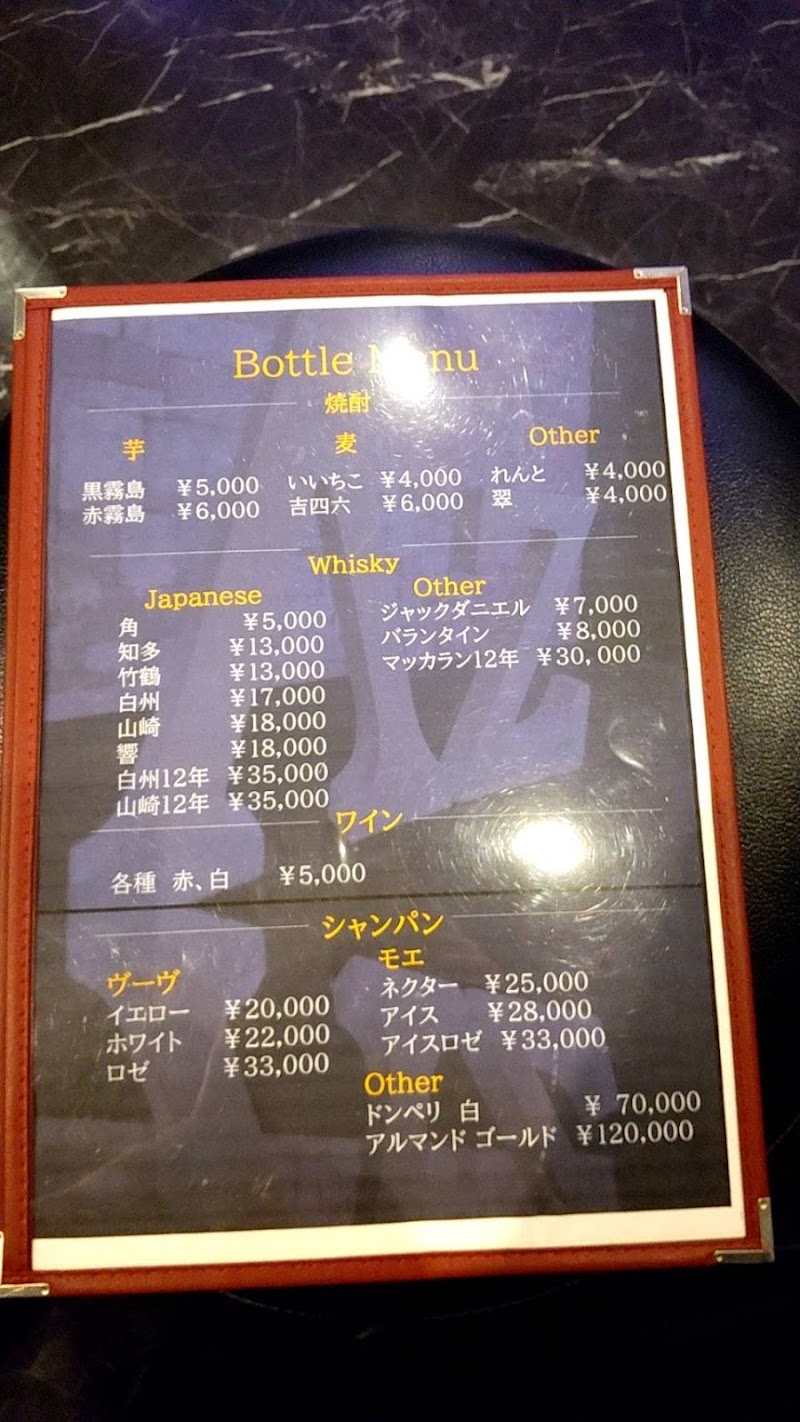 Bottle Menu
焼酎
芋
黒霧島 ¥5,000
赤霧島 ¥6,000
麦
いいちこ ¥4,000
吉四六 ¥6,000
Other
れんと ¥4,000
翠 ¥4,000
Whisky
Japanese
角 ¥5,000
知多 ¥13,000
竹鶴 ¥13,000
白州 ¥17,000
山崎 ¥18,000
響 ¥18,000
白州12年 ¥35,000
山崎12年 ¥35,000
Other
ジャックダニエル ¥7,000
バランタイン ¥8,000
マッカラン12年 ¥30,000
ワイン
各種 赤、白 ¥5,000
シャンパン
ヴーヴ
イエロー ¥20,000
ホワイト ¥22,000
ロゼ ¥33,000
モエ
ネクター ¥25,000
アイス ¥28,000
アイスロゼ ¥33,000
Other
ドンペリ 白 ¥ 70,000
アルマンド ゴールド ¥120,000